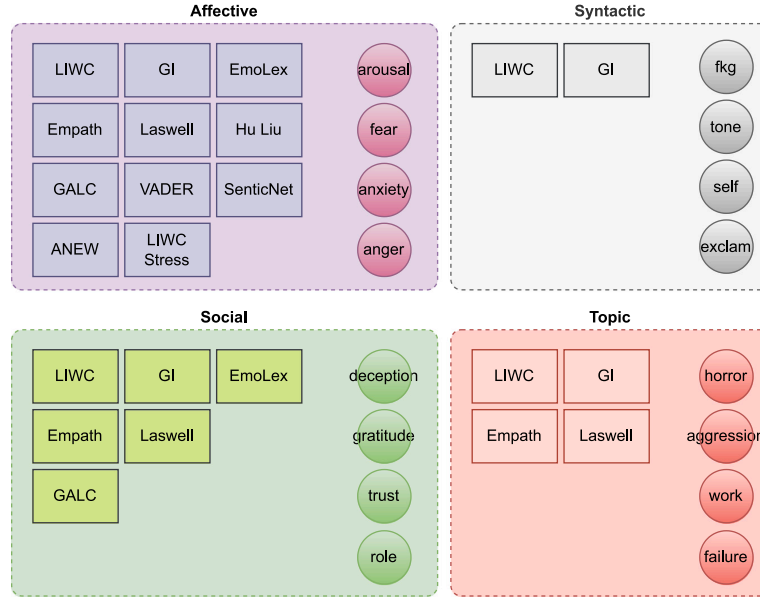 Affective
LIWC GI EmoLex arousal
Empath Laswell Hu Liu fear
GALC VADER SenticNet anxiety
ANEW LIWC Stress anger
Syntactic
LIWC GI fkg
tone
self
exclam
Social
LIWC GI EmoLex deception
Empath Laswell gratitude
GALC trust
role
Topic
LIWC GI horror
Empath Laswell aggression
work
failure